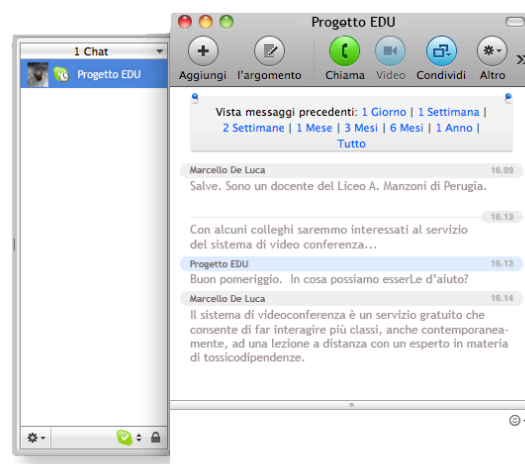 1 Chat
Progetto EDU
Progetto EDU
Aggiungi l'argomento Chiama Video Condividi Altro
Vista messaggi precedenti: 1 Giorno | 1 Settimana |
2 Settimane | 1 Mese | 3 Mesi | 6 Mesi | 1 Anno |
Tutto
Marcello De Luca 16.09
Salve. Sono un docente del Liceo A. Manzoni di Perugia.
16.13
Con alcuni colleghi saremmo interessati al servizio
del sistema di video conferenza...
Progetto EDU 16.13
Buon pomeriggio. In cosa possiamo esserLe d'aiuto?
Marcello De Luca 16.14
Il sistema di videoconferenza è un servizio gratuito che
consente di far interagire più classi, anche contemporanea-
mente, ad una lezione a distanza con un esperto in materia
di tossicodipendenze.